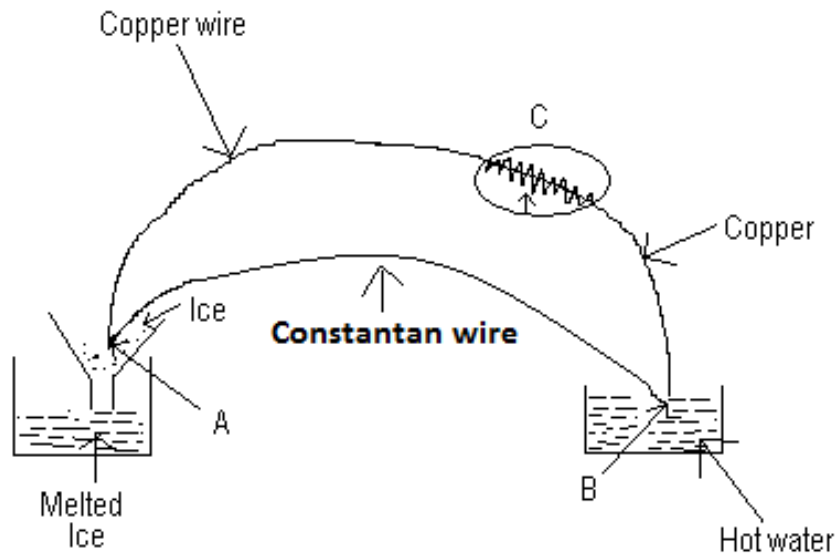 Copper wire
C
Copper
Ice
Constantan wire
A
B
Melted
Ice
Hot water